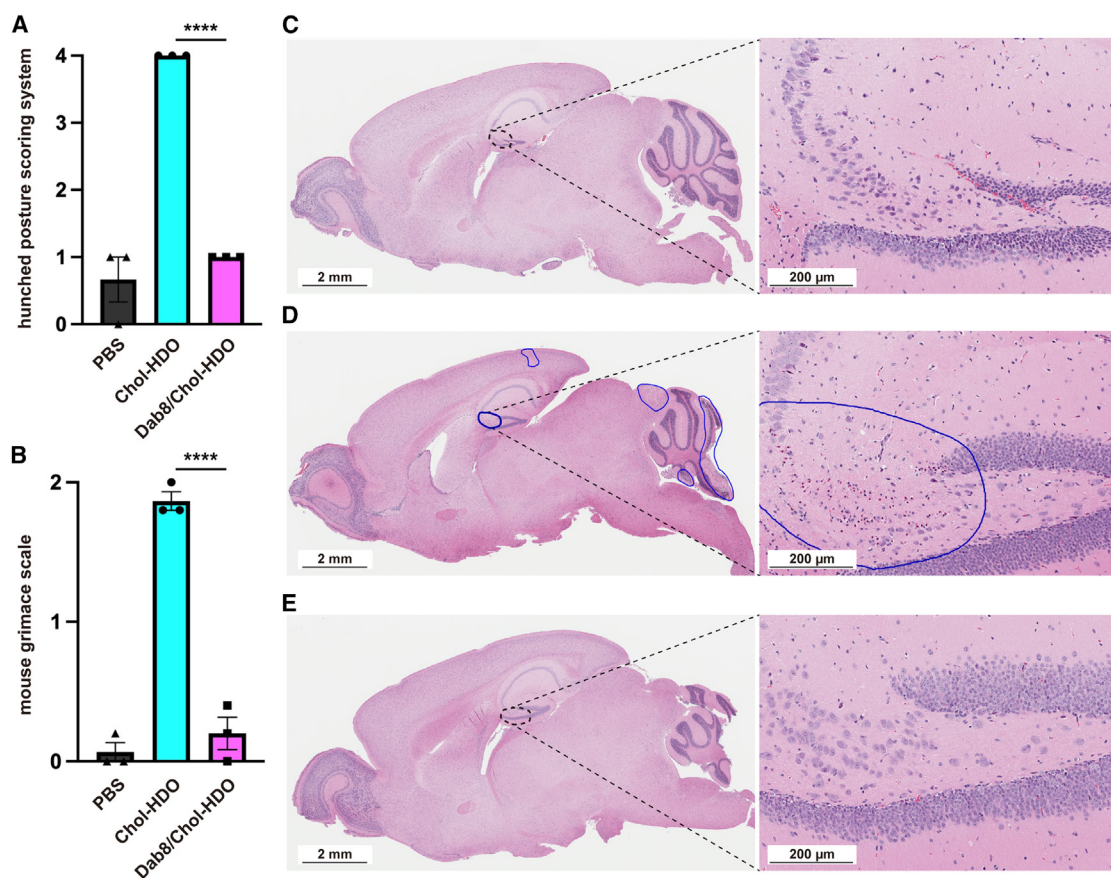 A
hunched posture scoring system
4
3
2
1
0
****
PBS
Chol-HDO
Dab8/Chol-HDO
B
mouse grimace scale
2
1
0
****
PBS
Chol-HDO
Dab8/Chol-HDO
C
2 mm
200 µm
D
2 mm
200 µm
E
2 mm
200 µm